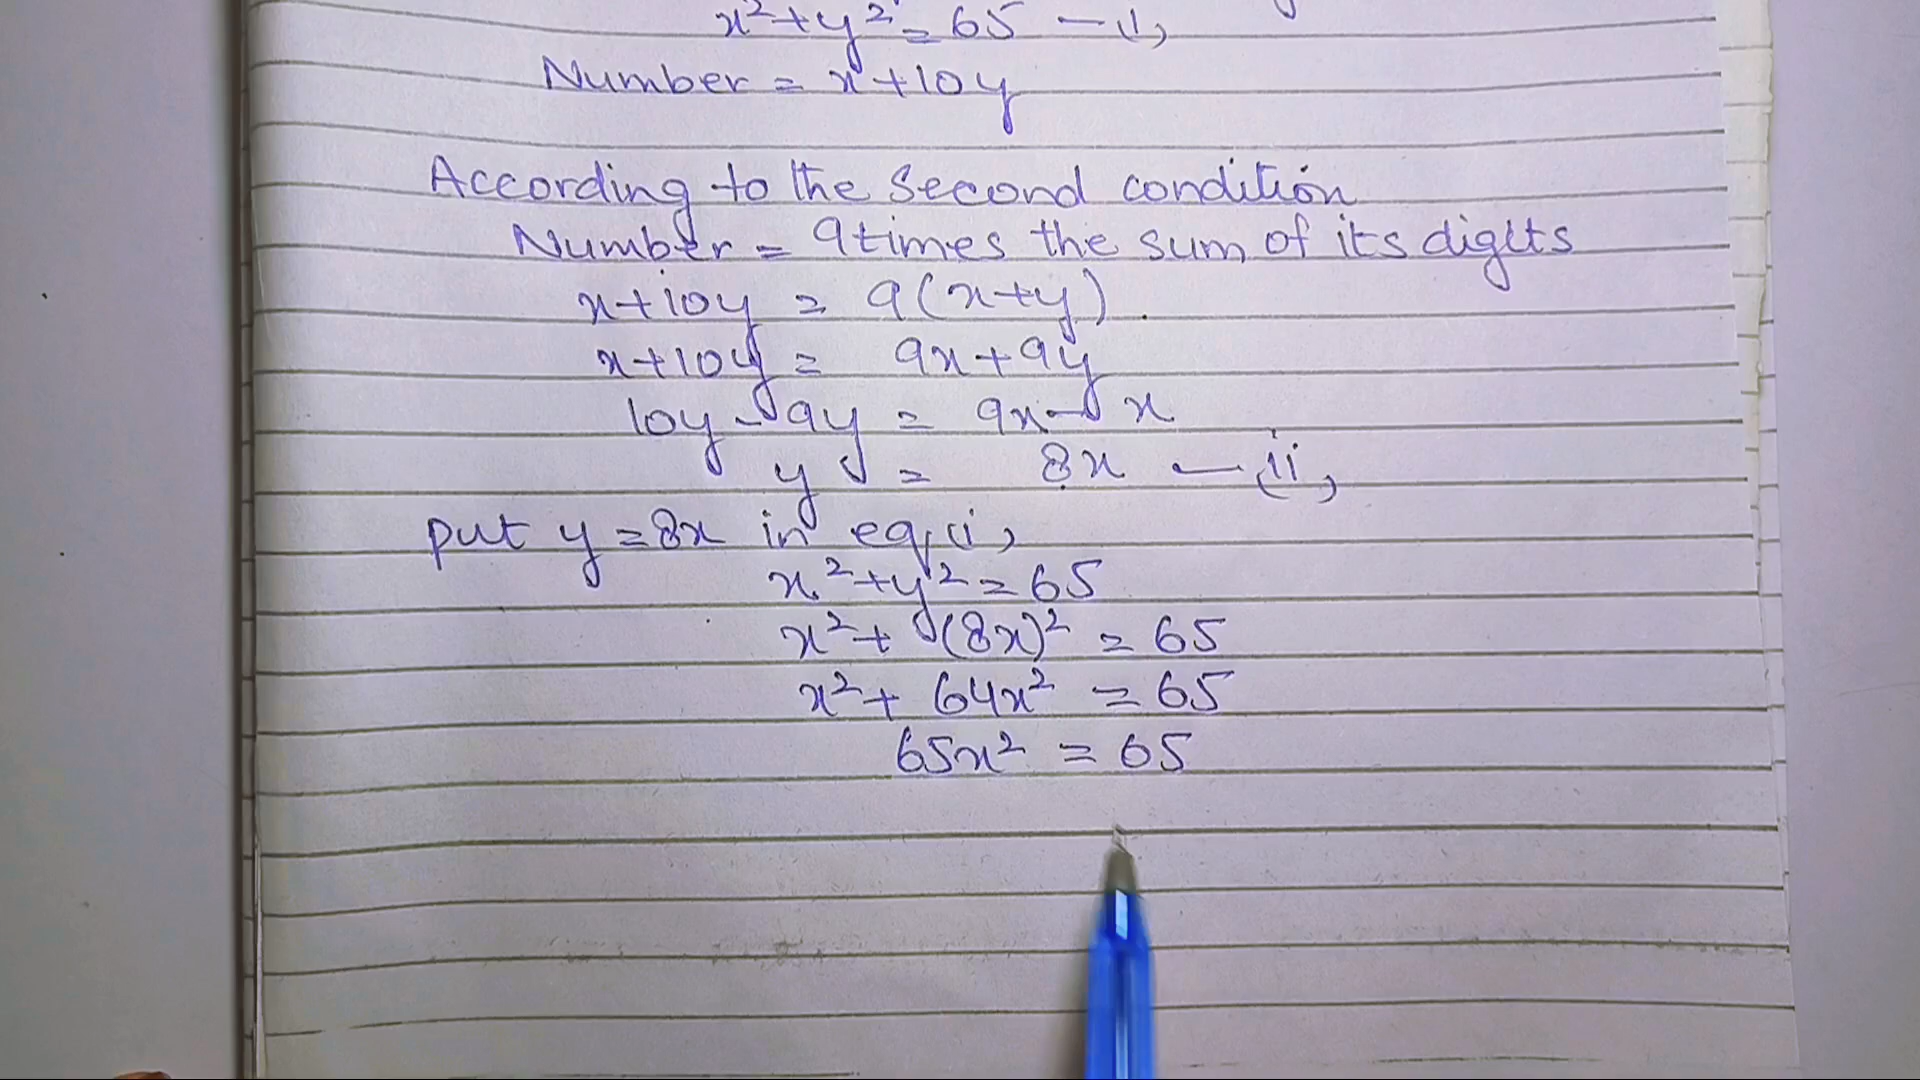 x²+y² = 65 — (i,
Number = x+10y
According to the second condition
Number = 9times the sum of its digits
x+10y = 9(x+y)
x+10y = 9x+9y
10y-9y = 9x-x
y = 8x — (ii,
put y=8x in eq,(i,
x²+y²=65
x²+(8x)² = 65
x²+64x² = 65
65x² = 65